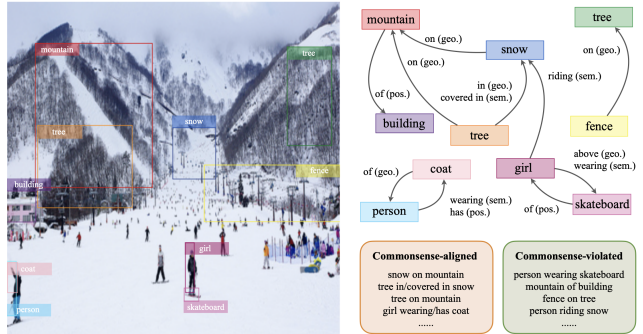 mountain
tree
tree
snow
fence
building
girl
coat
person
skateboard
mountain
tree
on (geo.)
snow
on (geo.)
on (geo.)
riding (sem.)
in (geo.)
covered in (sem.)
of (pos.)
building
tree
fence
above (geo.)
wearing (sem.)
coat
girl
of (geo.)
wearing (sem.)
has (pos.)
of (pos.)
person
skateboard
Commonsense-aligned
snow on mountain
tree in/covered in snow
tree on mountain
girl wearing/has coat
......
Commonsense-violated
person wearing skateboard
mountain of building
fence on tree
person riding snow
......